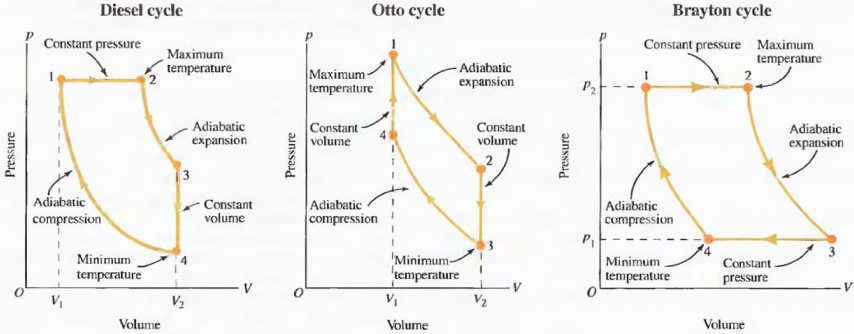 Diesel cycle
p
Constant pressure
Maximum
temperature
1
2
Adiabatic
expansion
3
Pressure
Adiabatic
compression
Constant
volume
Minimum
temperature
4
O
V1
V2
V
Volume
Otto cycle
p
1
Maximum
temperature
Adiabatic
expansion
Constant
volume
4
Constant
volume
2
Pressure
Adiabatic
compression
Minimum
temperature
3
O
V1
V2
V
Volume
Brayton cycle
p
Constant pressure
Maximum
temperature
p2
1
2
Adiabatic
expansion
Pressure
Adiabatic
compression
p1
Minimum
temperature
4
Constant
pressure
3
O
V
Volume